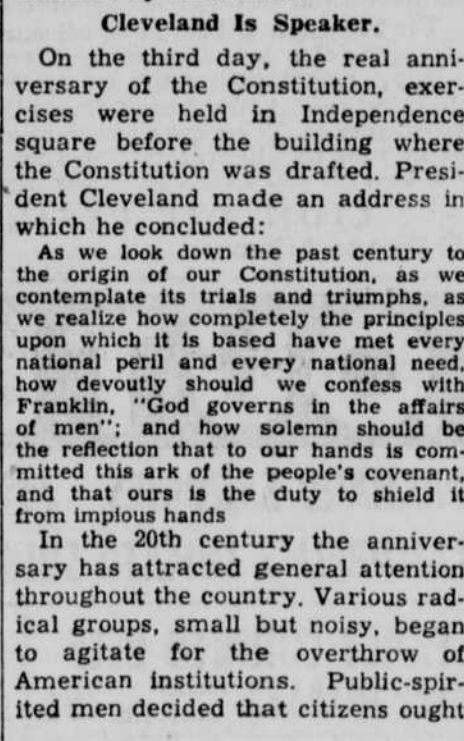 Cleveland Is Speaker.
On the third day, the real anni-
versary of the Constitution, exer-
cises were held in Independence
square before the building where
the Constitution was drafted. Presi-
dent Cleveland made an address in
which he concluded:
As we look down the past century to
the origin of our Constitution, as we
contemplate its trials and triumphs, as
we realize how completely the principles
upon which it is based have met every
national peril and every national need,
how devoutly should we confess with
Franklin, "God governs in the affairs
of men"; and how solemn should be
the reflection that to our hands is com-
mitted this ark of the people's covenant,
and that ours is the duty to shield it
from impious hands
In the 20th century the anniver-
sary has attracted general attention
throughout the country. Various rad-
ical groups, small but noisy, began
to agitate for the overthrow of
American institutions. Public-spir-
ited men decided that citizens ought